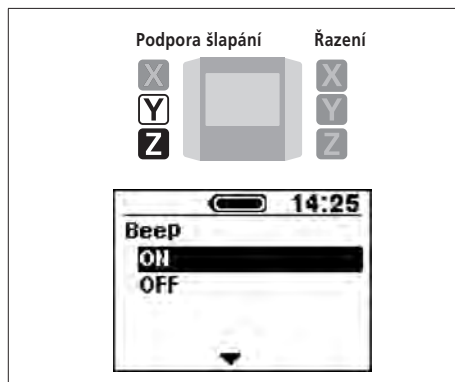 Podpora šlapání Řazení
X X
Y Y
Z Z
14:25
Beep
ON
OFF